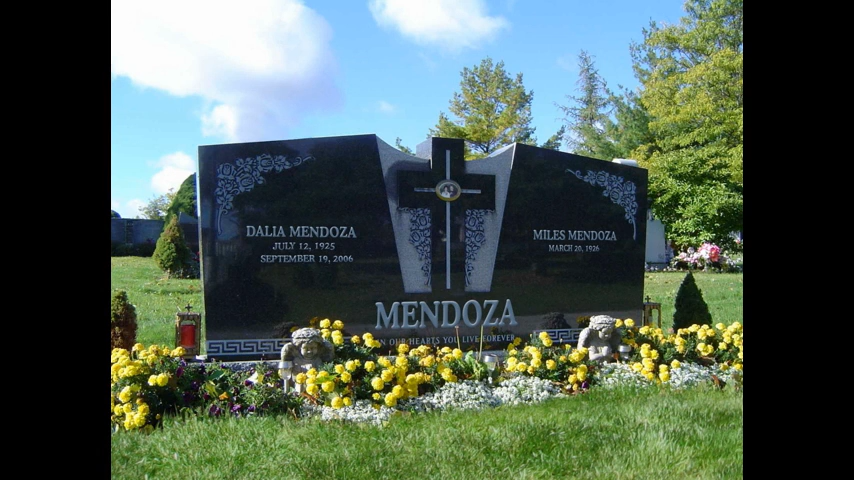 DALIA MENDOZA
JULY 12, 1925
SEPTEMBER 19, 2006
MILES MENDOZA
MARCH 20, 1926
MENDOZA
IN OUR HEARTS YOU LIVE FOREVER